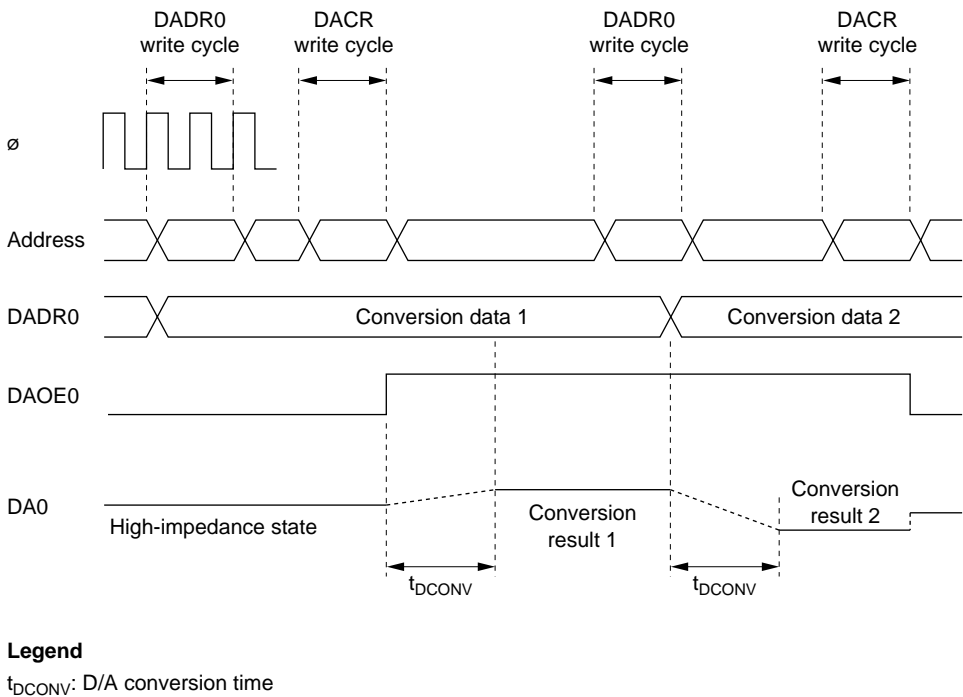 DADR0
write cycle
DACR
write cycle
DADR0
write cycle
DACR
write cycle
ø
Address
DADR0
Conversion data 1
Conversion data 2
DAOE0
DA0
High-impedance state
Conversion
result 1
Conversion
result 2
tDCONV
tDCONV
Legend
tDCONV: D/A conversion time